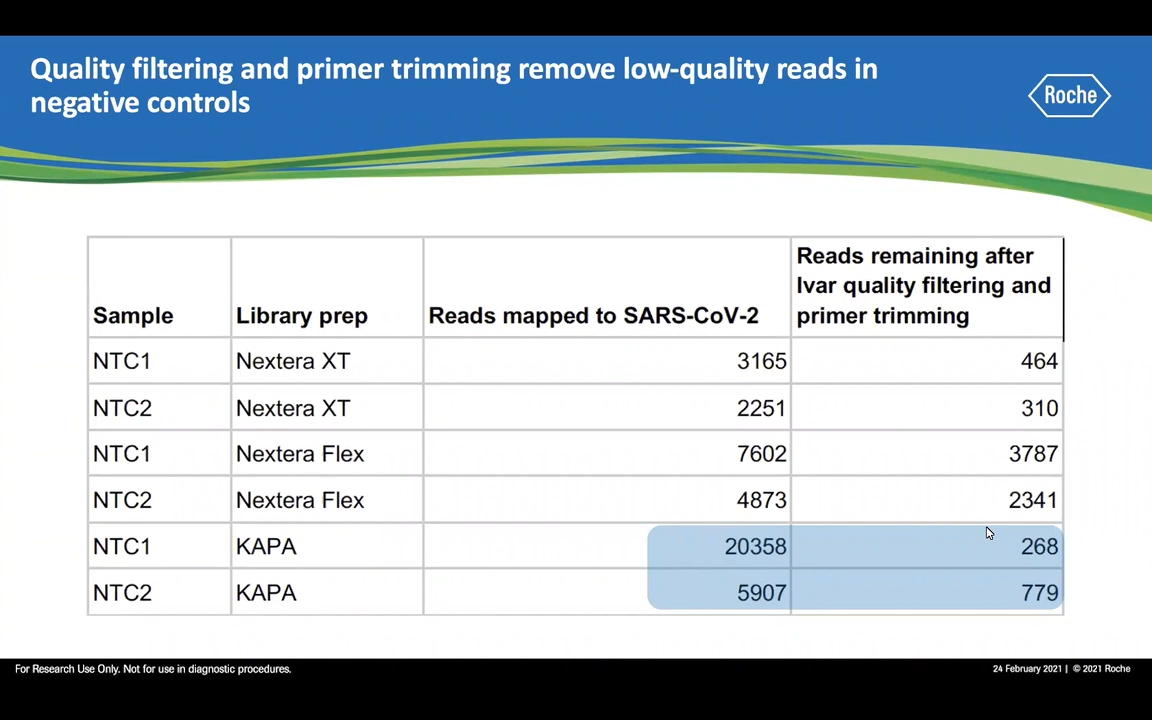 Quality filtering and primer trimming remove low-quality reads in
negative controls
Roche
Reads remaining after
Ivar quality filtering and
Sample Library prep Reads mapped to SARS-CoV-2 primer trimming
NTC1 Nextera XT 3165 464
NTC2 Nextera XT 2251 310
NTC1 Nextera Flex 7602 3787
NTC2 Nextera Flex 4873 2341
NTC1 KAPA 20358 268
NTC2 KAPA 5907 779
For Research Use Only. Not for use in diagnostic procedures.
24 February 2021 | © 2021 Roche